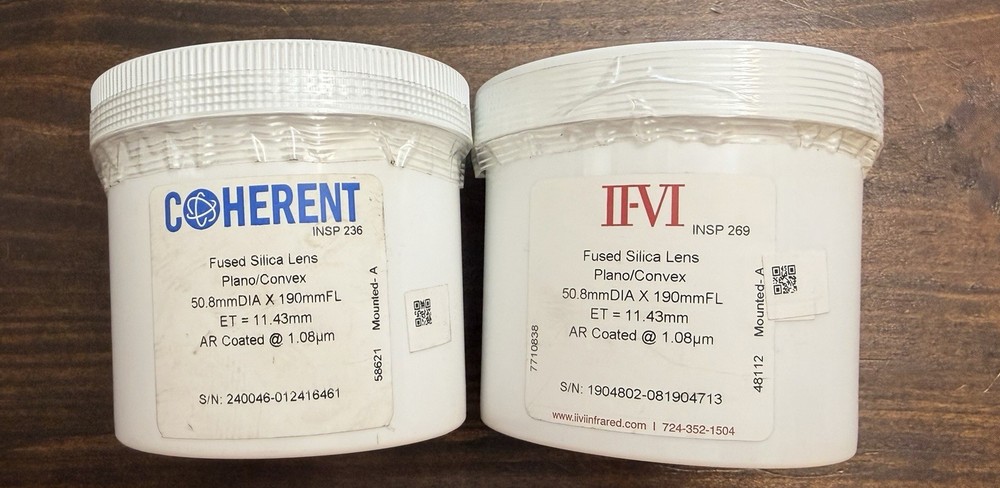 COHERENT
INSP 236
Fused Silica Lens
Plano/Convex
50.8mmDIA X 190mmFL
ET = 11.43mm
AR Coated @ 1.08µm
S/N: 240046-012416461
58621 Mounted- A
II-VI
INSP 269
Fused Silica Lens
Plano/Convex
50.8mmDIA X 190mmFL
ET = 11.43mm
AR Coated @ 1.08µm
7710838
S/N: 1904802-081904713
48112 Mounted- A
www.iiviinfrared.com | 724-352-1504